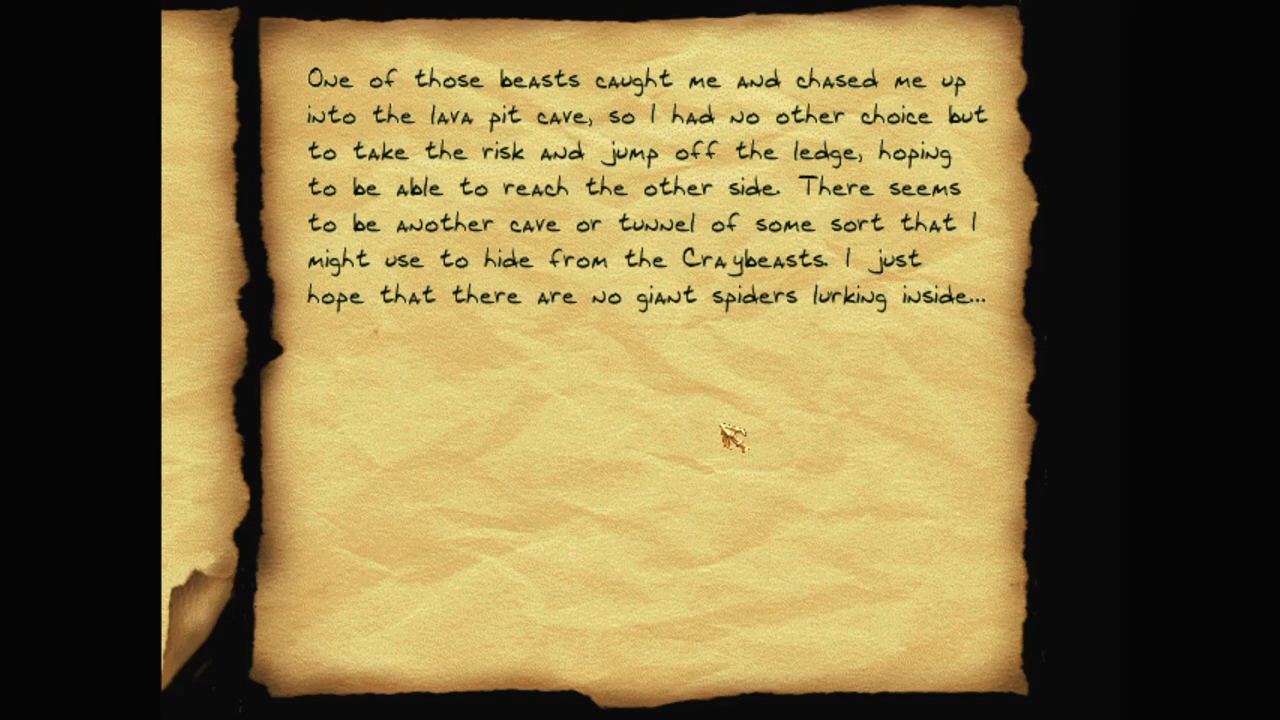 One of those beasts caught me and chased me up
into the lava pit cave, so I had no other choice but
to take the risk and jump off the ledge, hoping
to be able to reach the other side. There seems
to be another cave or tunnel of some sort that I
might use to hide from the Craybeasts. I just
hope that there are no giant spiders lurking inside...